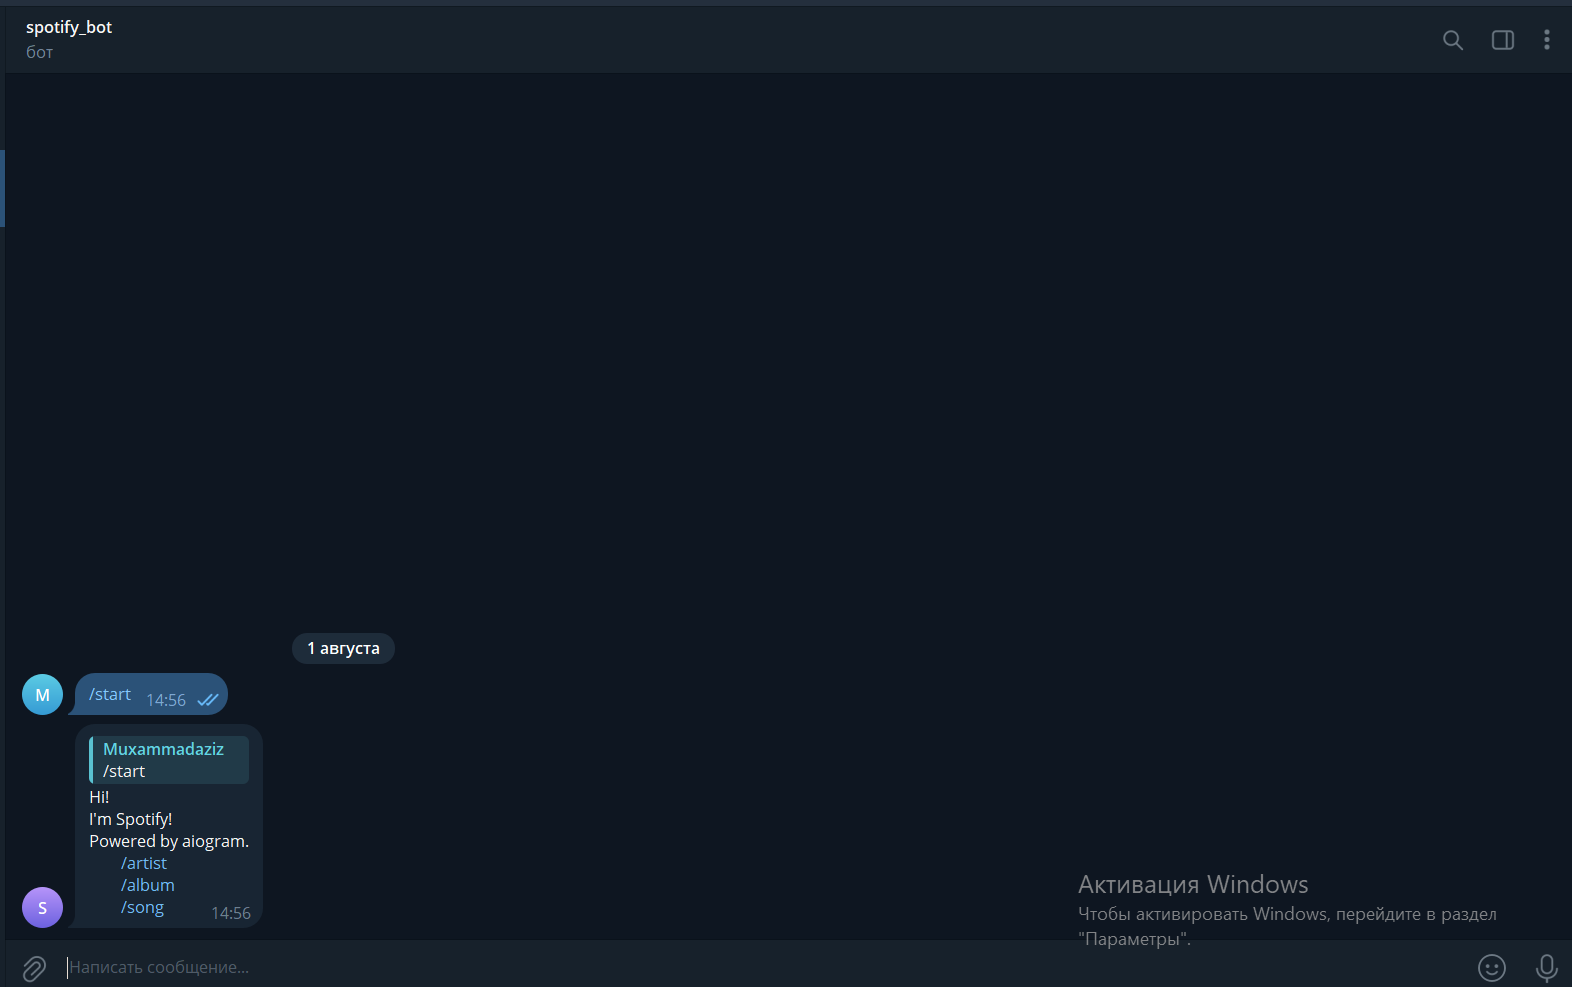 spotify_bot
бот
1 августа
M
/start 14:56
Muxammadaziz
/start
Hi!
I'm Spotify!
Powered by aiogram.
/artist
/album
/song
14:56
S
Активация Windows
Чтобы активировать Windows, перейдите в раздел
"Параметры".
Написать сообщение...